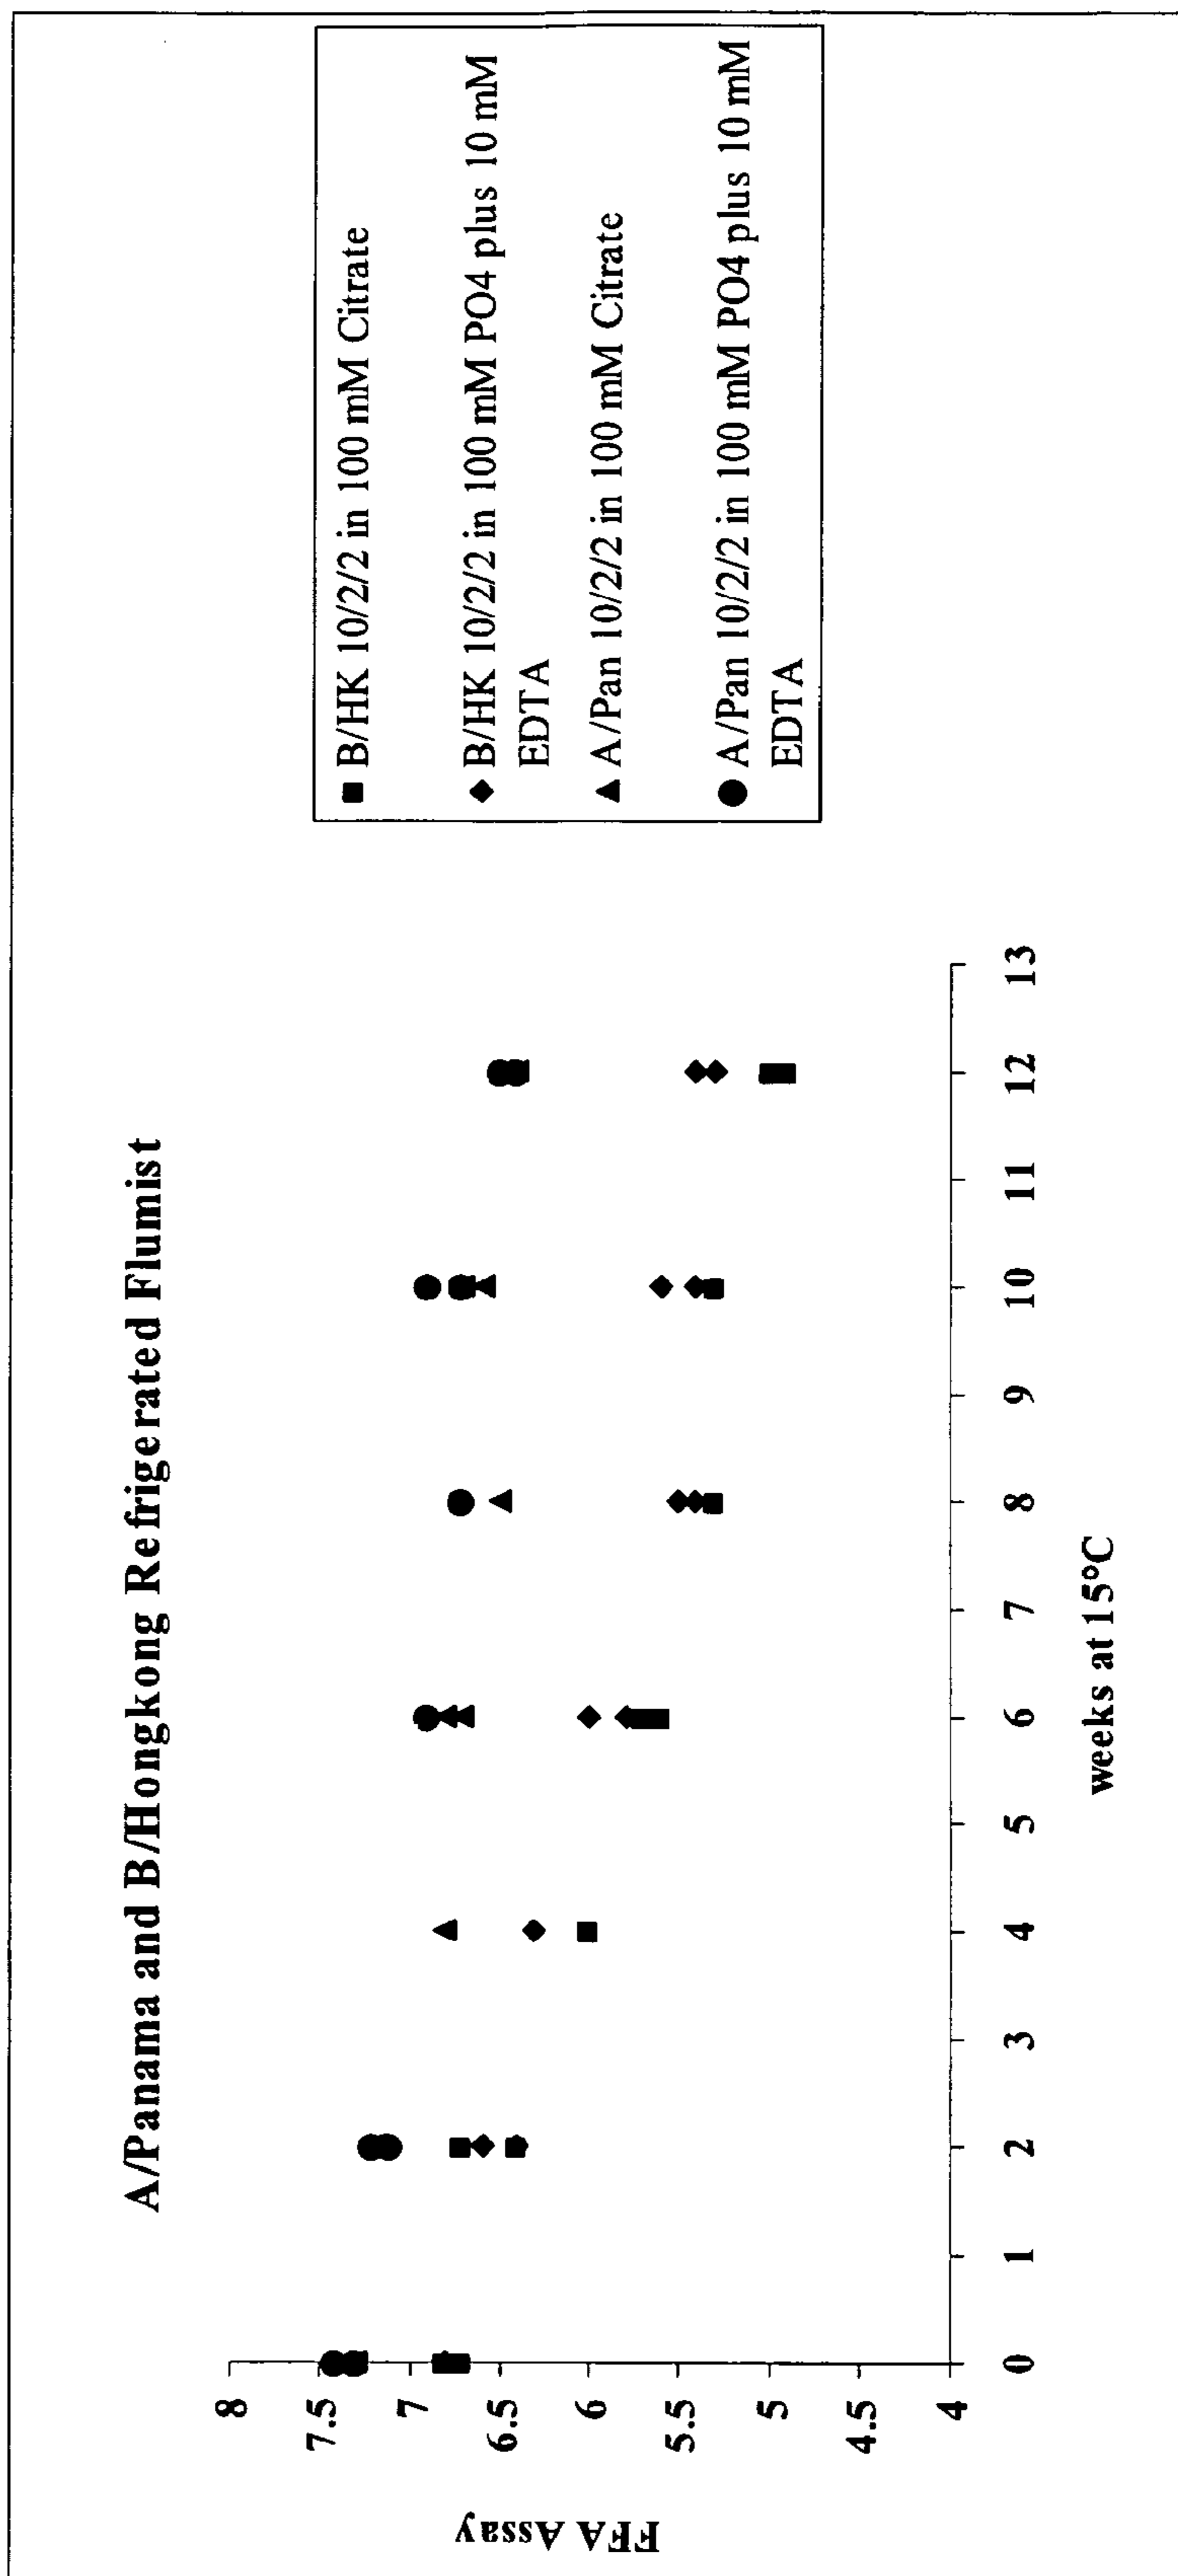 A/Panama and B/Hongkong Refrigerated Flumist
FFA Assay
8
7.5
7
6.5
6
5.5
5
4.5
4
0 1 2 3 4 5 6 7 8 9 10 11 12 13
weeks at 15°C
B/HK 10/2/2 in 100 mM Citrate
B/HK 10/2/2 in 100 mM PO4 plus 10 mM
EDTA
A/Pan 10/2/2 in 100 mM Citrate
A/Pan 10/2/2 in 100 mM PO4 plus 10 mM
EDTA